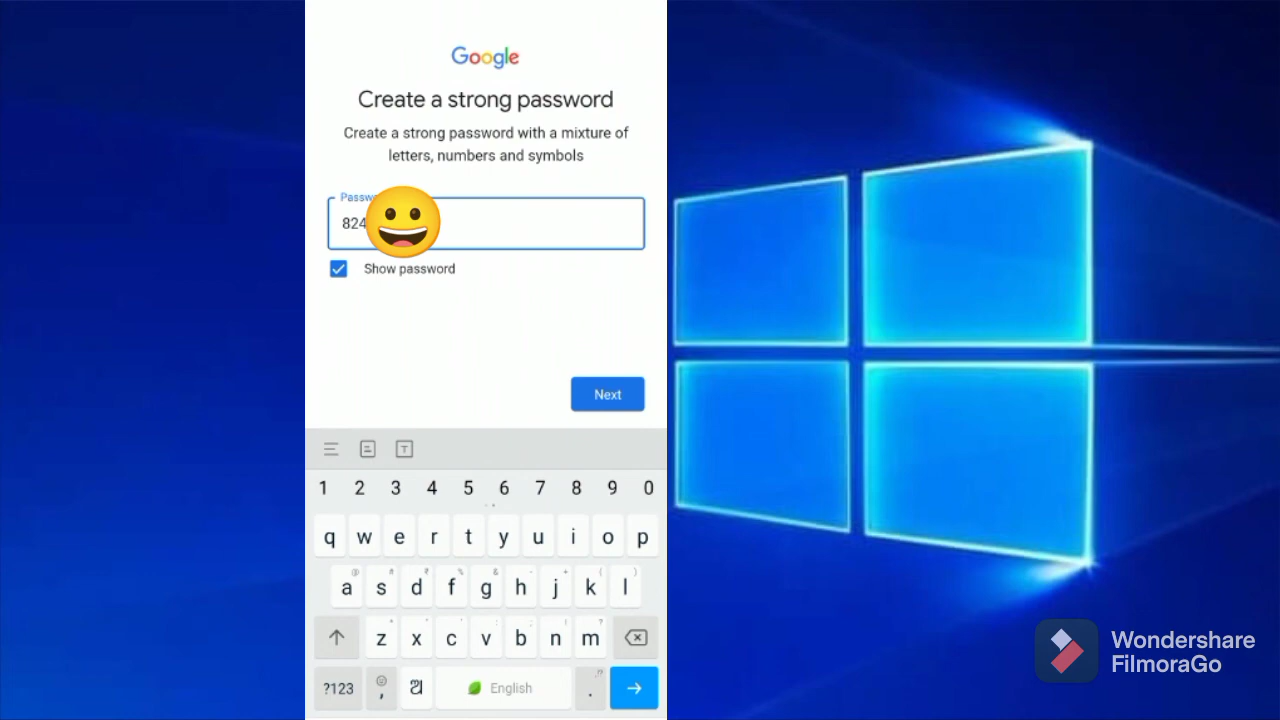 Google
Create a strong password
Create a strong password with a mixture of
letters, numbers and symbols
824
Show password
Next
1 2 3 4 5 6 7 8 9 0
q w e r t y u i o p
a s d f g h j k l
z x c v b n m
?123 , ଅ English .
Wondershare
FilmoraGo